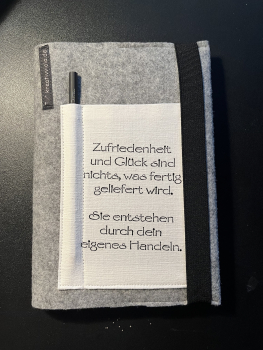 Zufriedenheit
und Glück sind
nichts, was fertig
geliefert wird.
Sie entstehen
durch dein
eigenes Handeln.